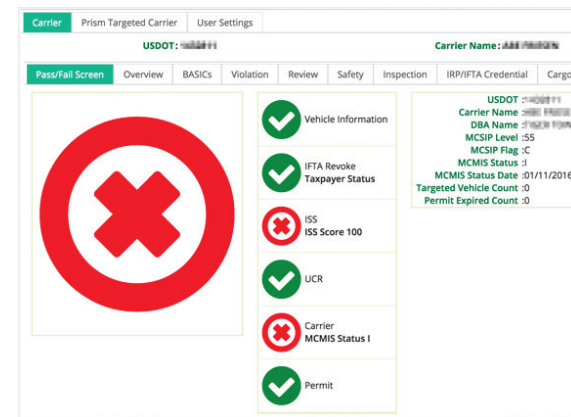 Carrier Prism Targeted Carrier User Settings
USDOT: Carrier Name:
Pass/Fail Screen Overview BASICs Violation Review Safety Inspection IRP/IFTA Credential Cargo
Vehicle Information
IFTA Revoke
Taxpayer Status
ISS
ISS Score 100
UCR
Carrier
MCMIS Status I
Permit
USDOT :
Carrier Name :
DBA Name :
MCSIP Level :55
MCSIP Flag :C
MCMIS Status :I
MCMIS Status Date :01/11/2016
Targeted Vehicle Count :0
Permit Expired Count :0